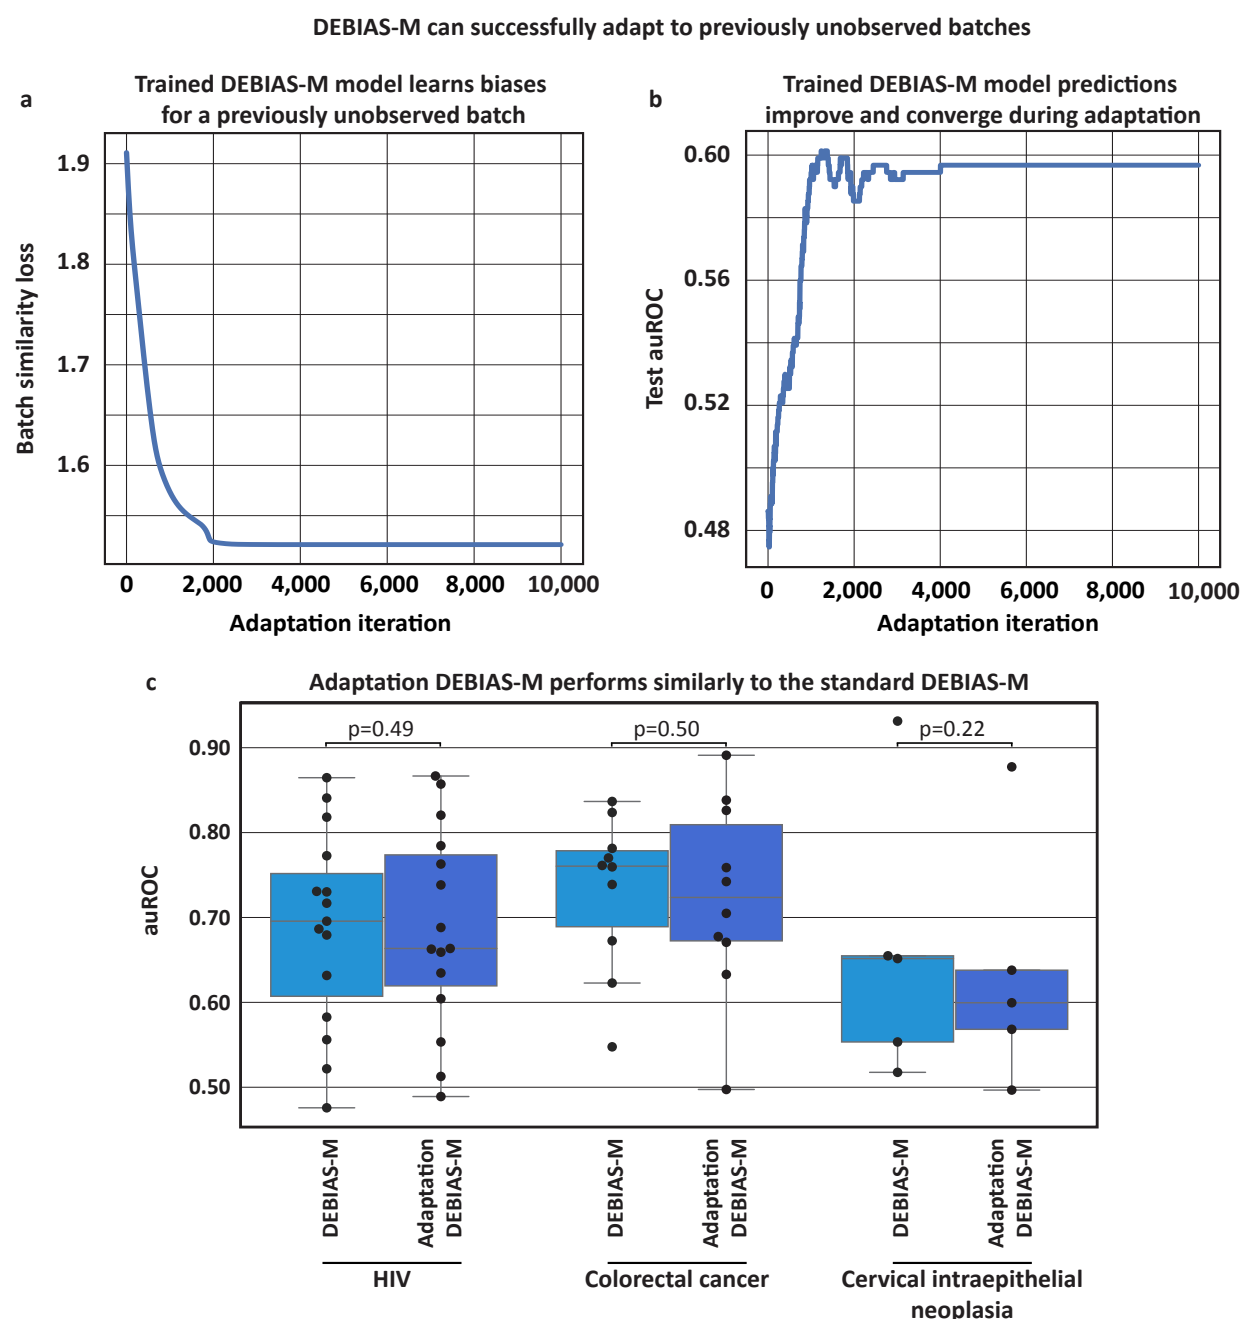 DEBIAS-M can successfully adapt to previously unobserved batches
a
Trained DEBIAS-M model learns biases
for a previously unobserved batch
Batch similarity loss
1.9
1.8
1.7
1.6
0 2,000 4,000 6,000 8,000 10,000
Adaptation iteration
b
Trained DEBIAS-M model predictions
improve and converge during adaptation
Test auROC
0.60
0.56
0.52
0.48
0 2,000 4,000 6,000 8,000 10,000
Adaptation iteration
c
Adaptation DEBIAS-M performs similarly to the standard DEBIAS-M
p=0.49 p=0.50 p=0.22
auROC
0.90
0.80
0.70
0.60
0.50
DEBIAS-M
Adaptation
DEBIAS-M
DEBIAS-M
Adaptation
DEBIAS-M
DEBIAS-M
Adaptation
DEBIAS-M
HIV
Colorectal cancer
Cervical intraepithelial
neoplasia